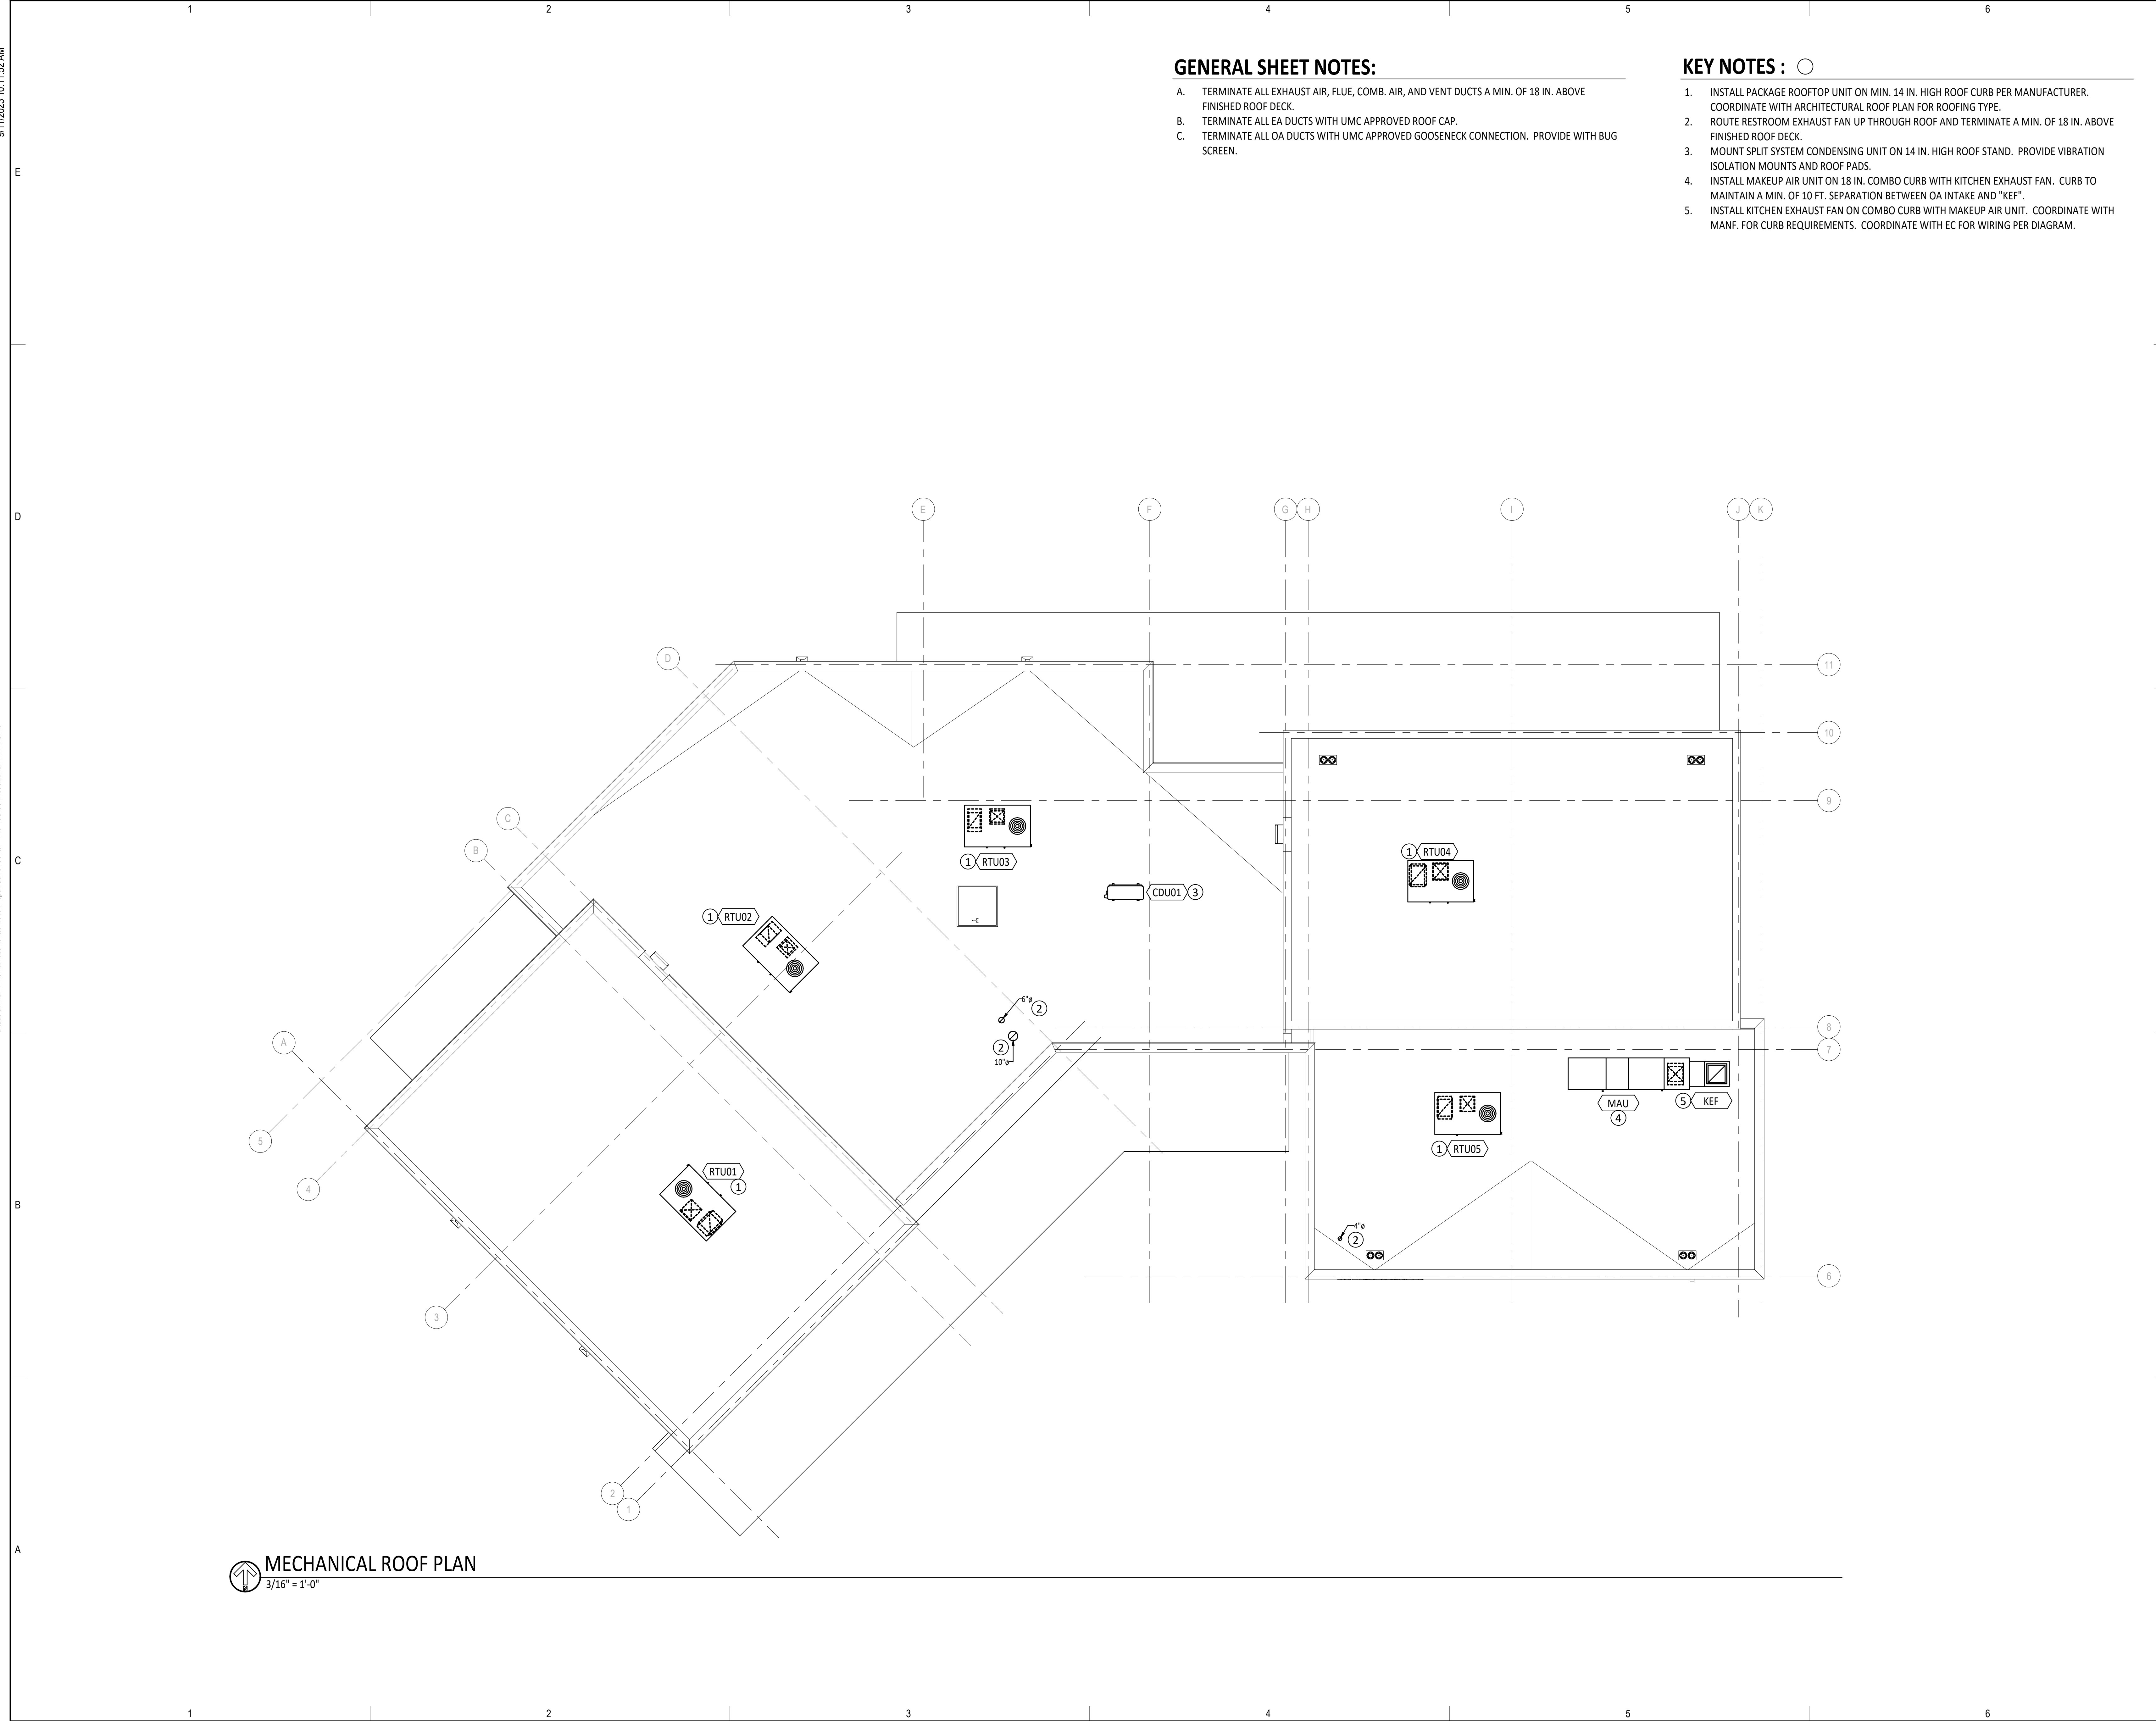 1 2 3 4 5 6
GENERAL SHEET NOTES:
A. TERMINATE ALL EXHAUST AIR, FLUE, COMB. AIR, AND VENT DUCTS A MIN. OF 18 IN. ABOVE
FINISHED ROOF DECK.
B. TERMINATE ALL EA DUCTS WITH UMC APPROVED ROOF CAP.
C. TERMINATE ALL OA DUCTS WITH UMC APPROVED GOOSENECK CONNECTION. PROVIDE WITH BUG
SCREEN.
KEY NOTES :
1. INSTALL PACKAGE ROOFTOP UNIT ON MIN. 14 IN. HIGH ROOF CURB PER MANUFACTURER.
COORDINATE WITH ARCHITECTURAL ROOF PLAN FOR ROOFING TYPE.
2. ROUTE RESTROOM EXHAUST FAN UP THROUGH ROOF AND TERMINATE A MIN. OF 18 IN. ABOVE
FINISHED ROOF DECK.
3. MOUNT SPLIT SYSTEM CONDENSING UNIT ON 14 IN. HIGH ROOF STAND. PROVIDE VIBRATION
ISOLATION MOUNTS AND ROOF PADS.
4. INSTALL MAKEUP AIR UNIT ON 18 IN. COMBO CURB WITH KITCHEN EXHAUST FAN. CURB TO
MAINTAIN A MIN. OF 10 FT. SEPARATION BETWEEN OA INTAKE AND "KEF".
5. INSTALL KITCHEN EXHAUST FAN ON COMBO CURB WITH MAKEUP AIR UNIT. COORDINATE WITH
MANF. FOR CURB REQUIREMENTS. COORDINATE WITH EC FOR WIRING PER DIAGRAM.
E
D
E F G H I J K
D
11
10
9
C
B
C
1 RTU03
1 RTU04
CDU01 3
1 RTU02
6"ø
2
2
10"ø
8
7
A
MAU
4
5 KEF
5
1 RTU05
RTU01
1
4
B
4"ø
2
6
3
2
1
A
MECHANICAL ROOF PLAN
3/16" = 1'-0"
1 2 3 4 5 6